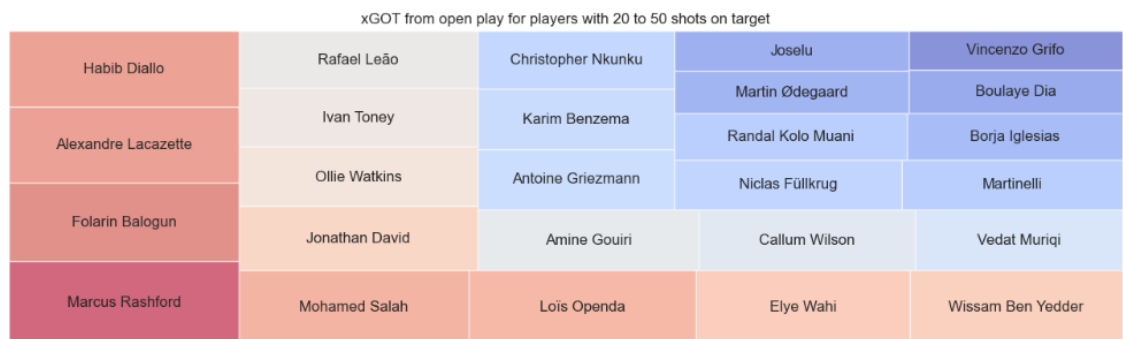 xGOT from open play for players with 20 to 50 shots on target
Habib Diallo
Alexandre Lacazette
Folarin Balogun
Marcus Rashford
Rafael Leão
Ivan Toney
Ollie Watkins
Jonathan David
Mohamed Salah
Christopher Nkunku
Karim Benzema
Antoine Griezmann
Amine Gouiri
Loïs Openda
Joselu
Martin Ødegaard
Randal Kolo Muani
Niclas Füllkrug
Callum Wilson
Elye Wahi
Vincenzo Grifo
Boulaye Dia
Borja Iglesias
Martinelli
Vedat Muriqi
Wissam Ben Yedder